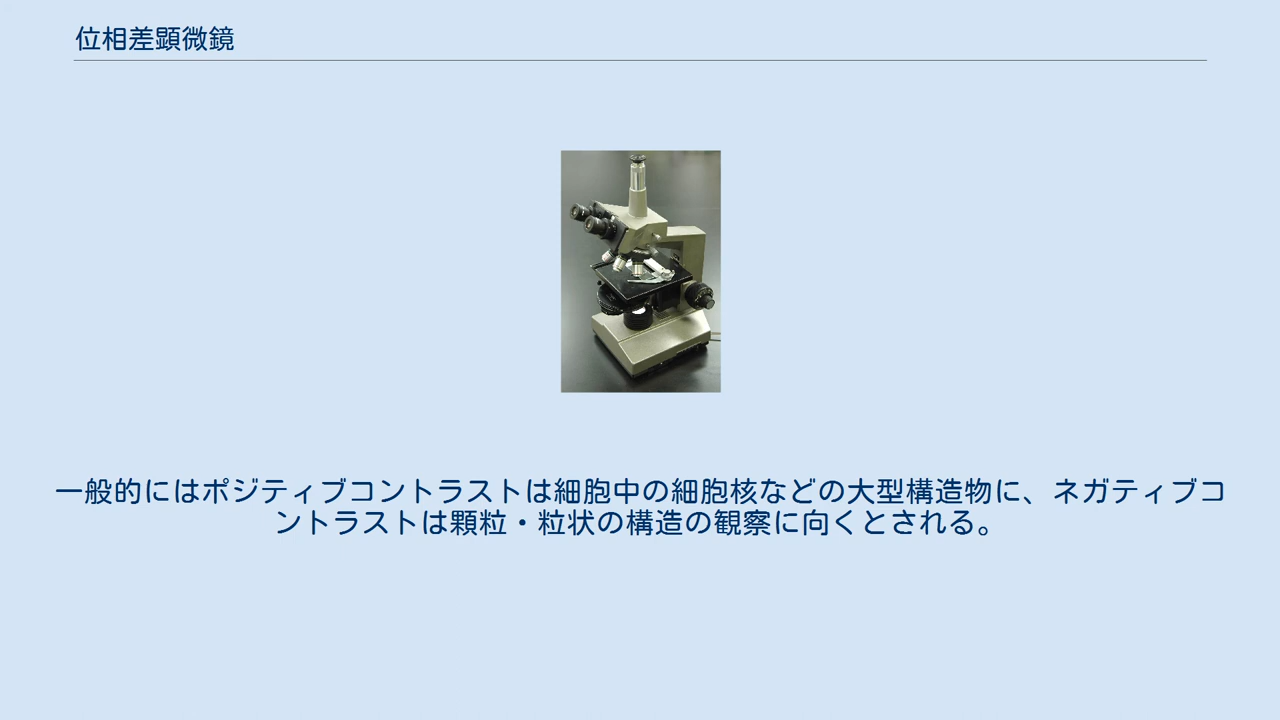 位相差顕微鏡
一般的にはポジティブコントラストは細胞中の細胞核などの大型構造物に、ネガティブコ
ントラストは顆粒・粒状の構造の観察に向くとされる。